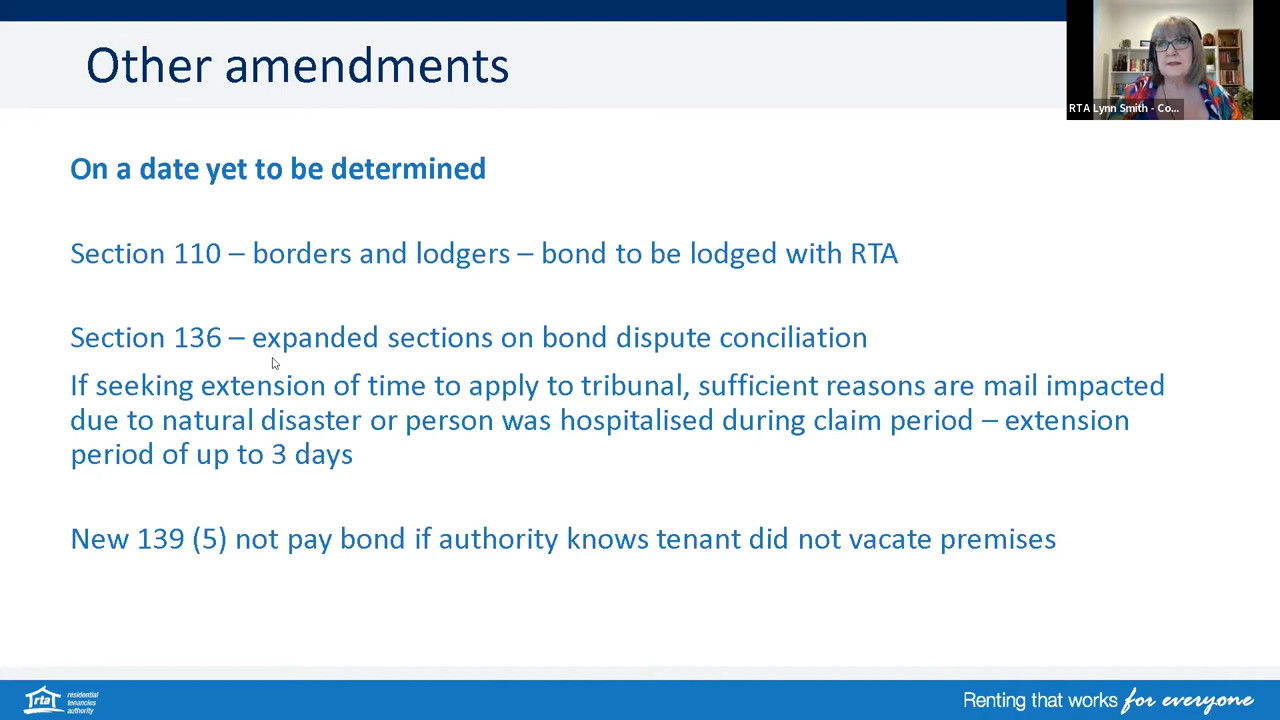 Other amendments
RTA Lynn Smith - Co...
On a date yet to be determined
Section 110 – borders and lodgers – bond to be lodged with RTA
Section 136 – expanded sections on bond dispute conciliation
If seeking extension of time to apply to tribunal, sufficient reasons are mail impacted
due to natural disaster or person was hospitalised during claim period – extension
period of up to 3 days
New 139 (5) not pay bond if authority knows tenant did not vacate premises
rta
residential
tenancies
authority
Renting that works for everyone